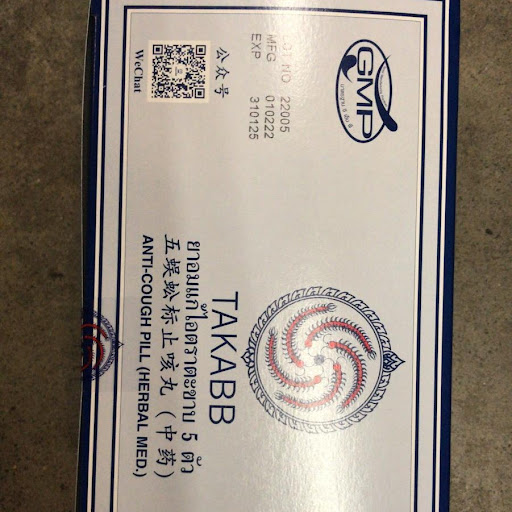 GMP
LOT NO 22005
MFG 010222
EXP 310125
公众号
WeChat
TAKABB
ยาอมแก้ไอตราตะขาบ 5 ตัว
五蜈蚣标止咳丸（中药）
ANTI-COUGH PILL (HERBAL MED.)